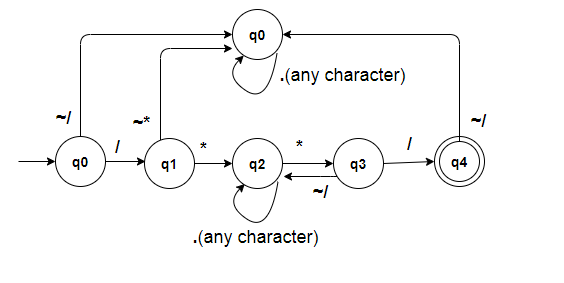 q0
.(any character)
~/
~*
~/
/
*
*
/
q0
q1
q2
q3
q4
~/
.(any character)